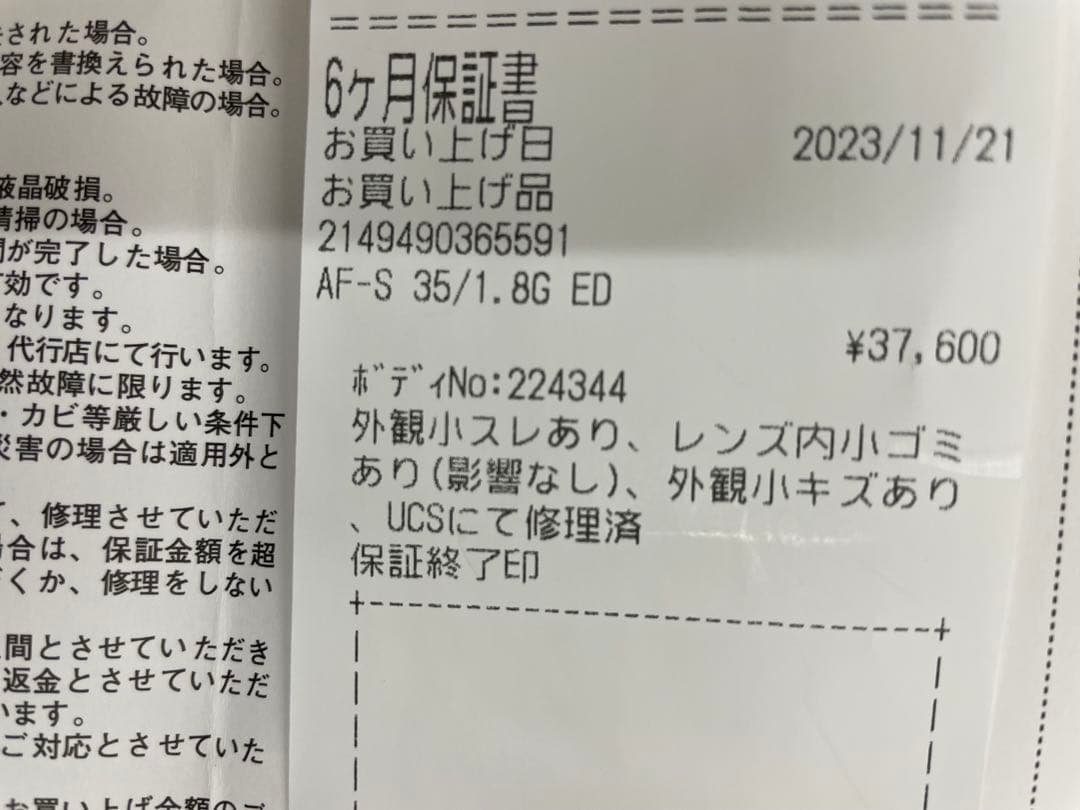 された場合。
容を書換えられた場合。
などによる故障の場合。
液晶破損。
清掃の場合。
が完了した場合。
効です。
なります。
代行店にて行います。
然故障に限ります。
・カビ等厳しい条件下
災害の場合は適用外と
、修理させていただ
場合は、保証金額を超
くか、修理をしない
間とさせていただき
返金とさせていただ
います。
ご対応とさせていた
お買い上げ金額のご
================
6ヶ月保証書
お買い上げ日 2023/11/21
お買い上げ品
2149490365591
AF-S 35/1.8G ED
¥37,600
ﾎﾞﾃﾞｨNo:224344
外観小スレあり、レンズ内小ゴミ
あり(影響なし)、外観小キズあり
、UCSにて修理済
保証終了印